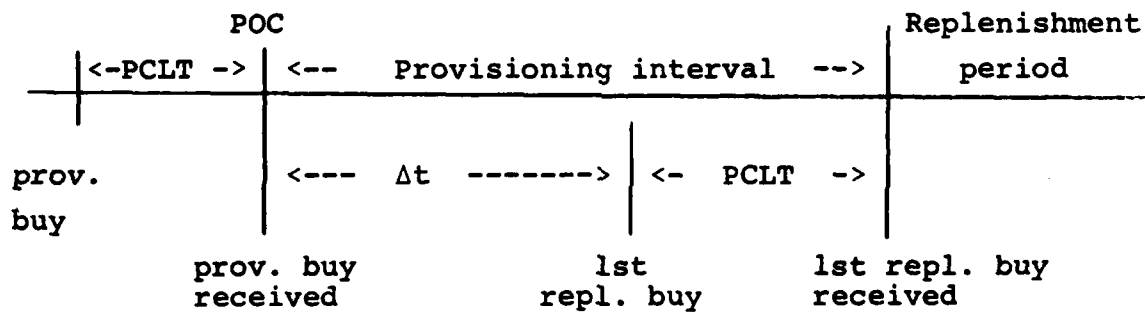 POC Replenishment
<-PCLT -> <-- Provisioning interval --> period
prov. <--- Δt -------> <- PCLT ->
buy
prov. buy 1st 1st repl. buy
received repl. buy received